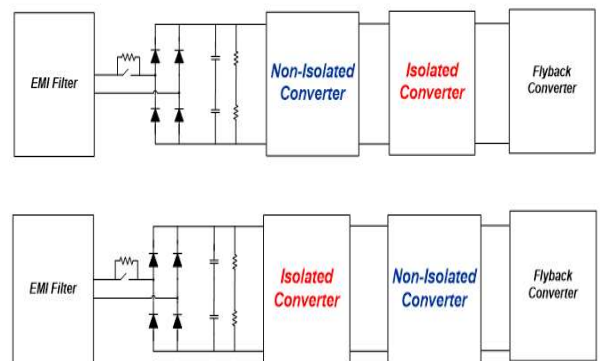 EMI Filter
Non-Isolated
Converter
Isolated
Converter
Flyback
Converter
EMI Filter
Isolated
Converter
Non-Isolated
Converter
Flyback
Converter